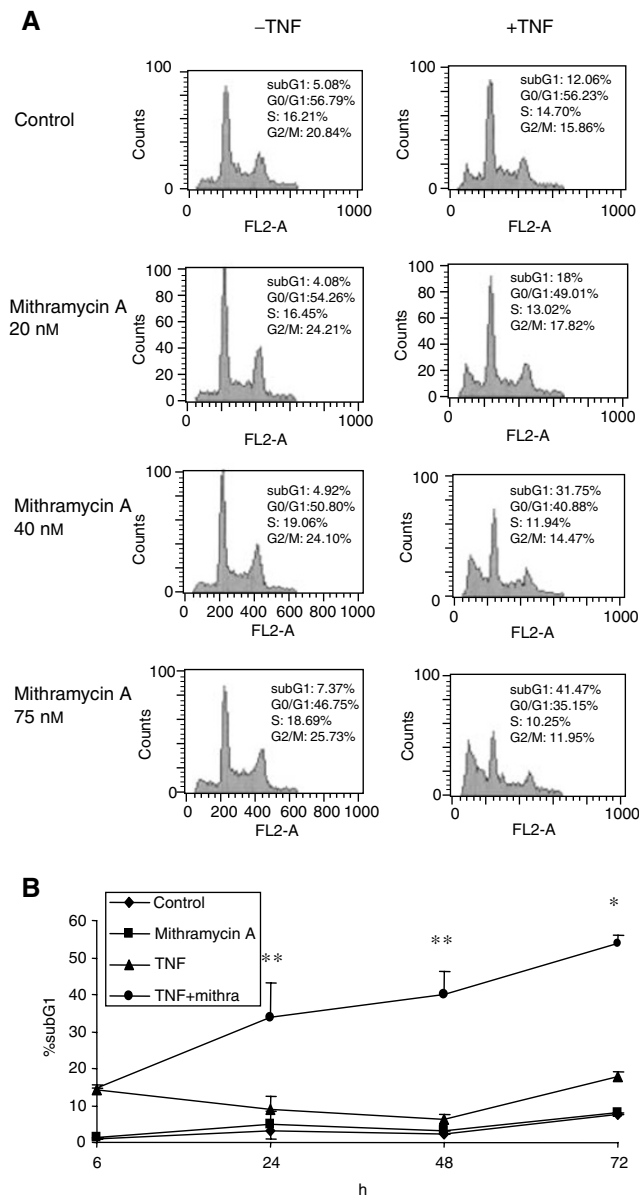 A
–TNF
+TNF
Control
100
Counts
0
0
1000
FL2-A
subG1: 5.08%
G0/G1:56.79%
S: 16.21%
G2/M: 20.84%
100
Counts
0
0
1000
FL2-A
subG1: 12.06%
G0/G1:56.23%
S: 14.70%
G2/M: 15.86%
Mithramycin A
20 nM
100
80
60
40
20
0
Counts
0
1000
FL2-A
subG1: 4.08%
G0/G1:54.26%
S: 16.45%
G2/M: 24.21%
100
80
60
40
20
0
Counts
0
1000
FL2-A
subG1: 18%
G0/G1:49.01%
S: 13.02%
G2/M: 17.82%
Mithramycin A
40 nM
100
Counts
0
0 200 400 600 800 1000
FL2-A
subG1: 4.92%
G0/G1:50.80%
S: 19.06%
G2/M: 24.10%
100
Counts
0
0
1000
FL2-A
subG1: 31.75%
G0/G1:40.88%
S: 11.94%
G2/M: 14.47%
Mithramycin A
75 nM
100
Counts
0
0 200 400 600 800 1000
FL2-A
subG1: 7.37%
G0/G1:46.75%
S: 18.69%
G2/M: 25.73%
100
Counts
0
0
1000
FL2-A
subG1: 41.47%
G0/G1:35.15%
S: 10.25%
G2/M: 11.95%
B
Control
Mithramycin A
TNF
TNF+mithra
60
50
40
30
20
10
0
%subG1
**
**
*
6 24 48 72
h